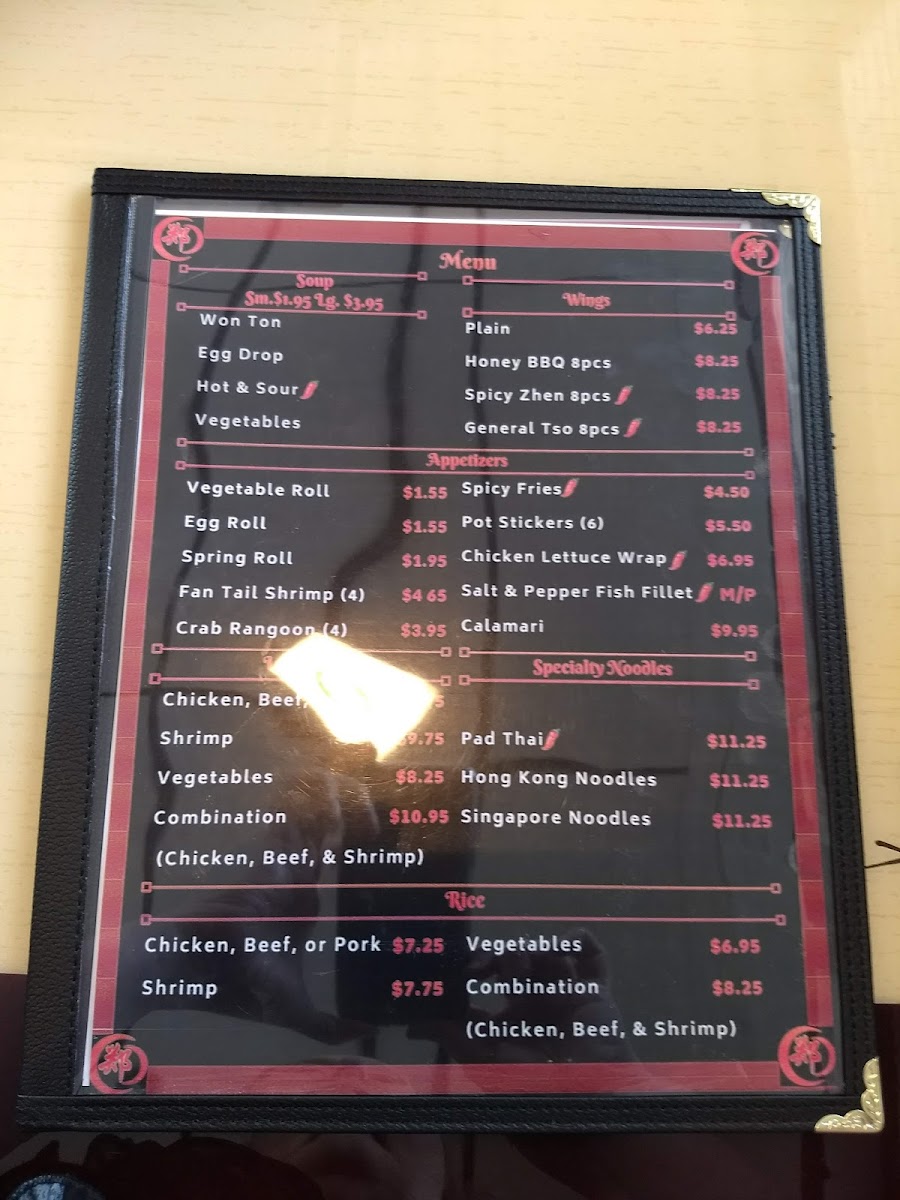 Menu
Soup
Sm.$1.95 Lg. $3.95
Won Ton
Egg Drop
Hot & Sour
Vegetables
Wings
Plain $6.25
Honey BBQ 8pcs $8.25
Spicy Zhen 8pcs $8.25
General Tso 8pcs $8.25
Appetizers
Vegetable Roll $1.55
Egg Roll $1.55
Spring Roll $1.95
Fan Tail Shrimp (4) $4 65
Crab Rangoon (4) $3.95
Spicy Fries $4.50
Pot Stickers (6) $5.50
Chicken Lettuce Wrap $6.95
Salt & Pepper Fish Fillet M/P
Calamari $9.95
Chicken, Beef,
Shrimp 9.75
Vegetables $8.25
Combination $10.95
(Chicken, Beef, & Shrimp)
Specialty Noodles
Pad Thai $11.25
Hong Kong Noodles $11.25
Singapore Noodles $11.25
Rice
Chicken, Beef, or Pork $7.25
Shrimp $7.75
Vegetables $6.95
Combination $8.25
(Chicken, Beef, & Shrimp)